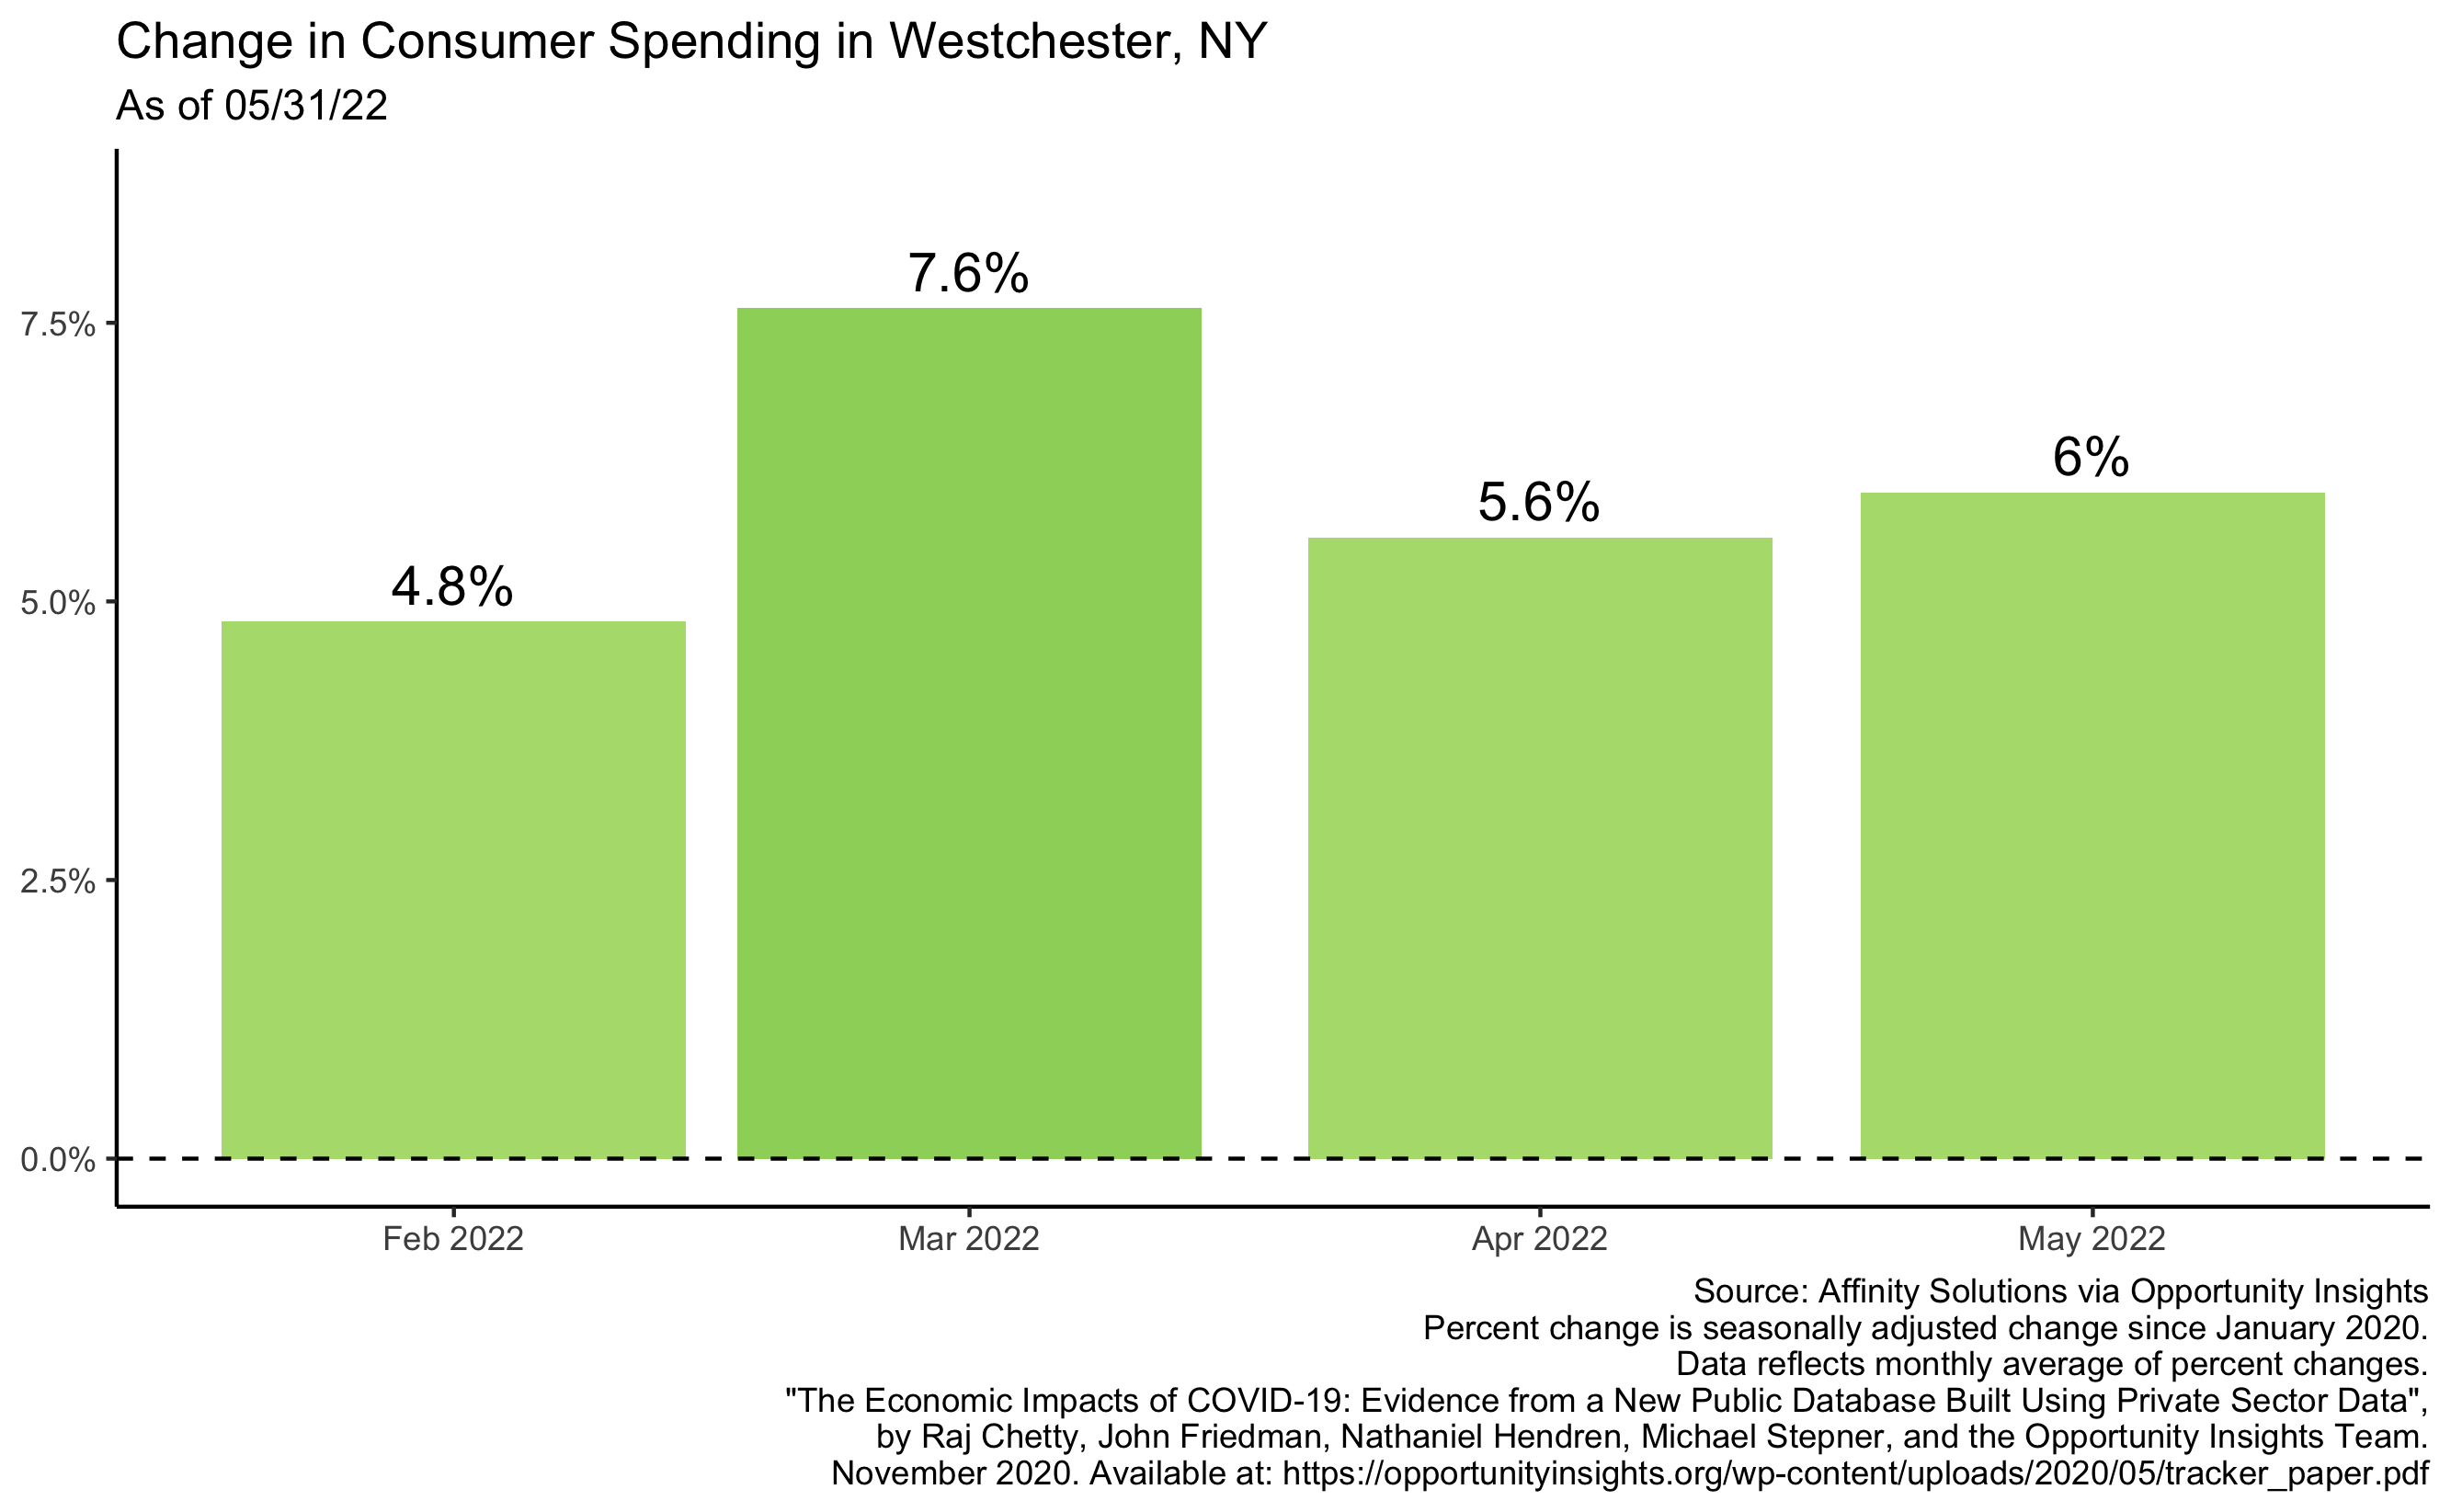 Change in Consumer Spending in Westchester, NY
As of 05/31/22
7.6%
7.5%
6%
5.6%
4.8%
5.0%
2.5%
0.0%
Feb 2022
Mar 2022
Apr 2022
May 2022
Source: Affinity Solutions via Opportunity Insights
Percent change is seasonally adjusted change since January 2020.
Data reflects monthly average of percent changes.
"The Economic Impacts of COVID-19: Evidence from a New Public Database Built Using Private Sector Data",
by Raj Chetty, John Friedman, Nathaniel Hendren, Michael Stepner, and the Opportunity Insights Team.
November 2020. Available at: https://opportunityinsights.org/wp-content/uploads/2020/05/tracker_paper.pdf